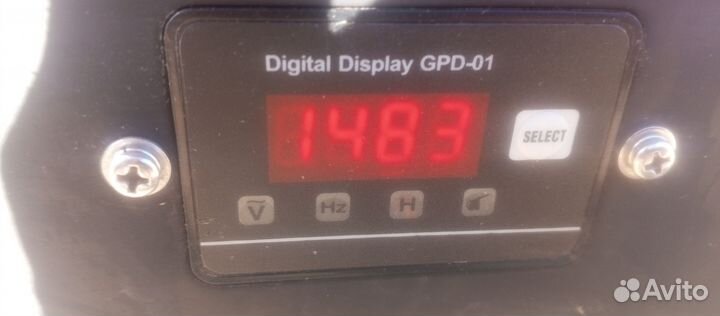 Digital Display GPD-01
1483
SELECT
Ṽ
Hz
H
Avito